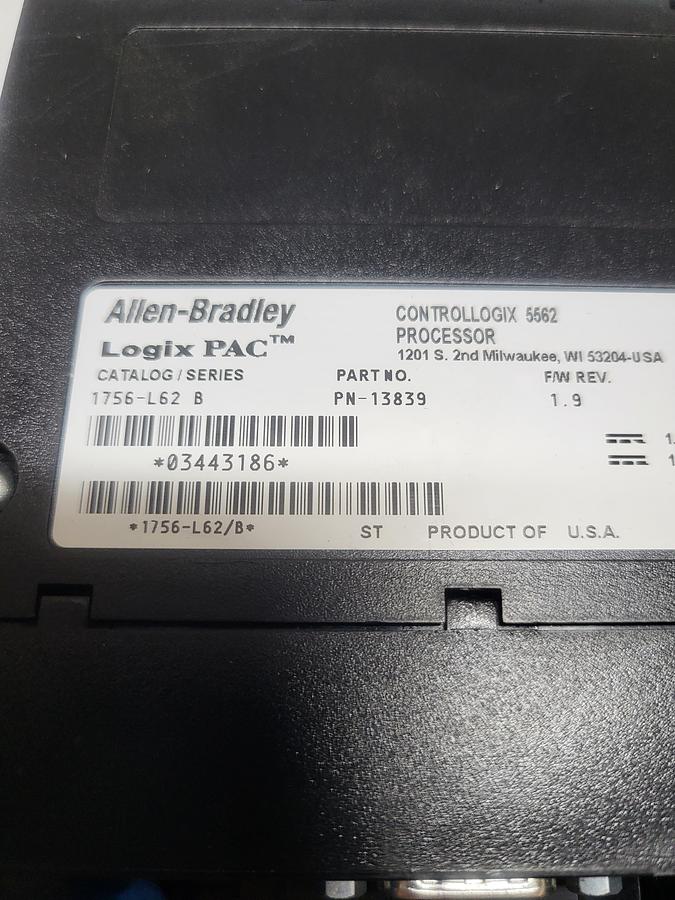 Allen-Bradley
Logix PAC™
CONTROLLOGIX 5562
PROCESSOR
1201 S. 2nd Milwaukee, WI 53204-USA
CATALOG / SERIES PART NO. F/W REV.
1756-L62 B PN-13839 1.9
*03443186*
*1756-L62/B* ST PRODUCT OF U.S.A.